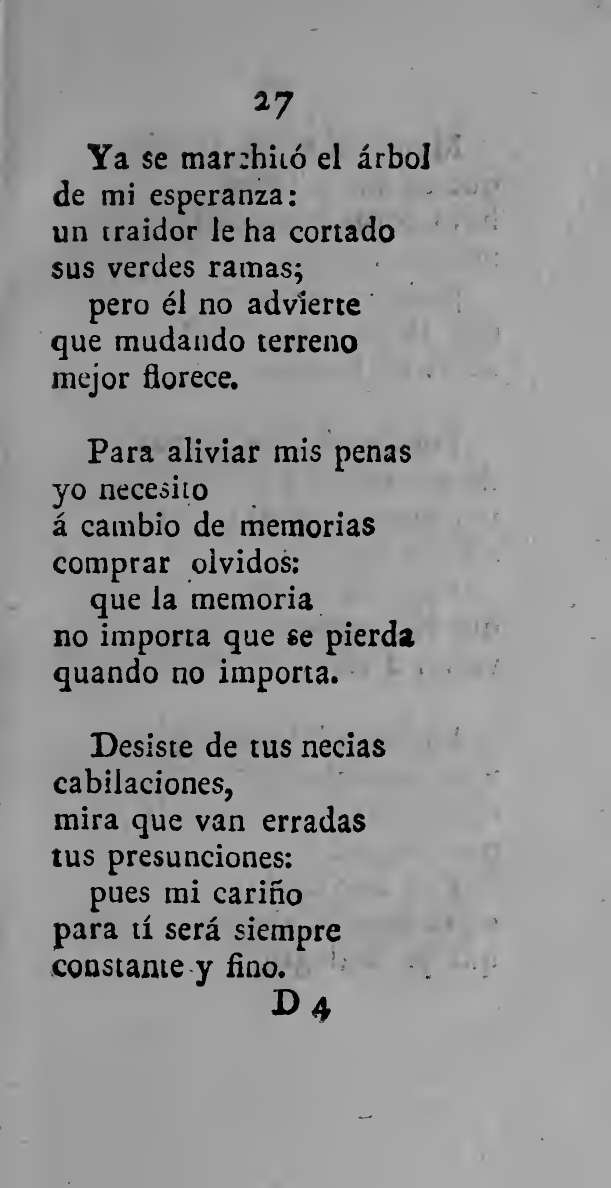 27
Ya se marchitó el árbol
de mi esperanza:
un traidor le ha cortado
sus verdes ramas;
pero él no advierte
que mudando terreno
mejor florece.
Para aliviar mis penas
yo necesito
á cambio de memorias
comprar olvidos:
que la memoria
no importa que se pierda
quando no importa.
Desiste de tus necias
cabilaciones,
mira que van erradas
tus presunciones:
pues mi cariño
para tí será siempre
constante y fino.
D 4